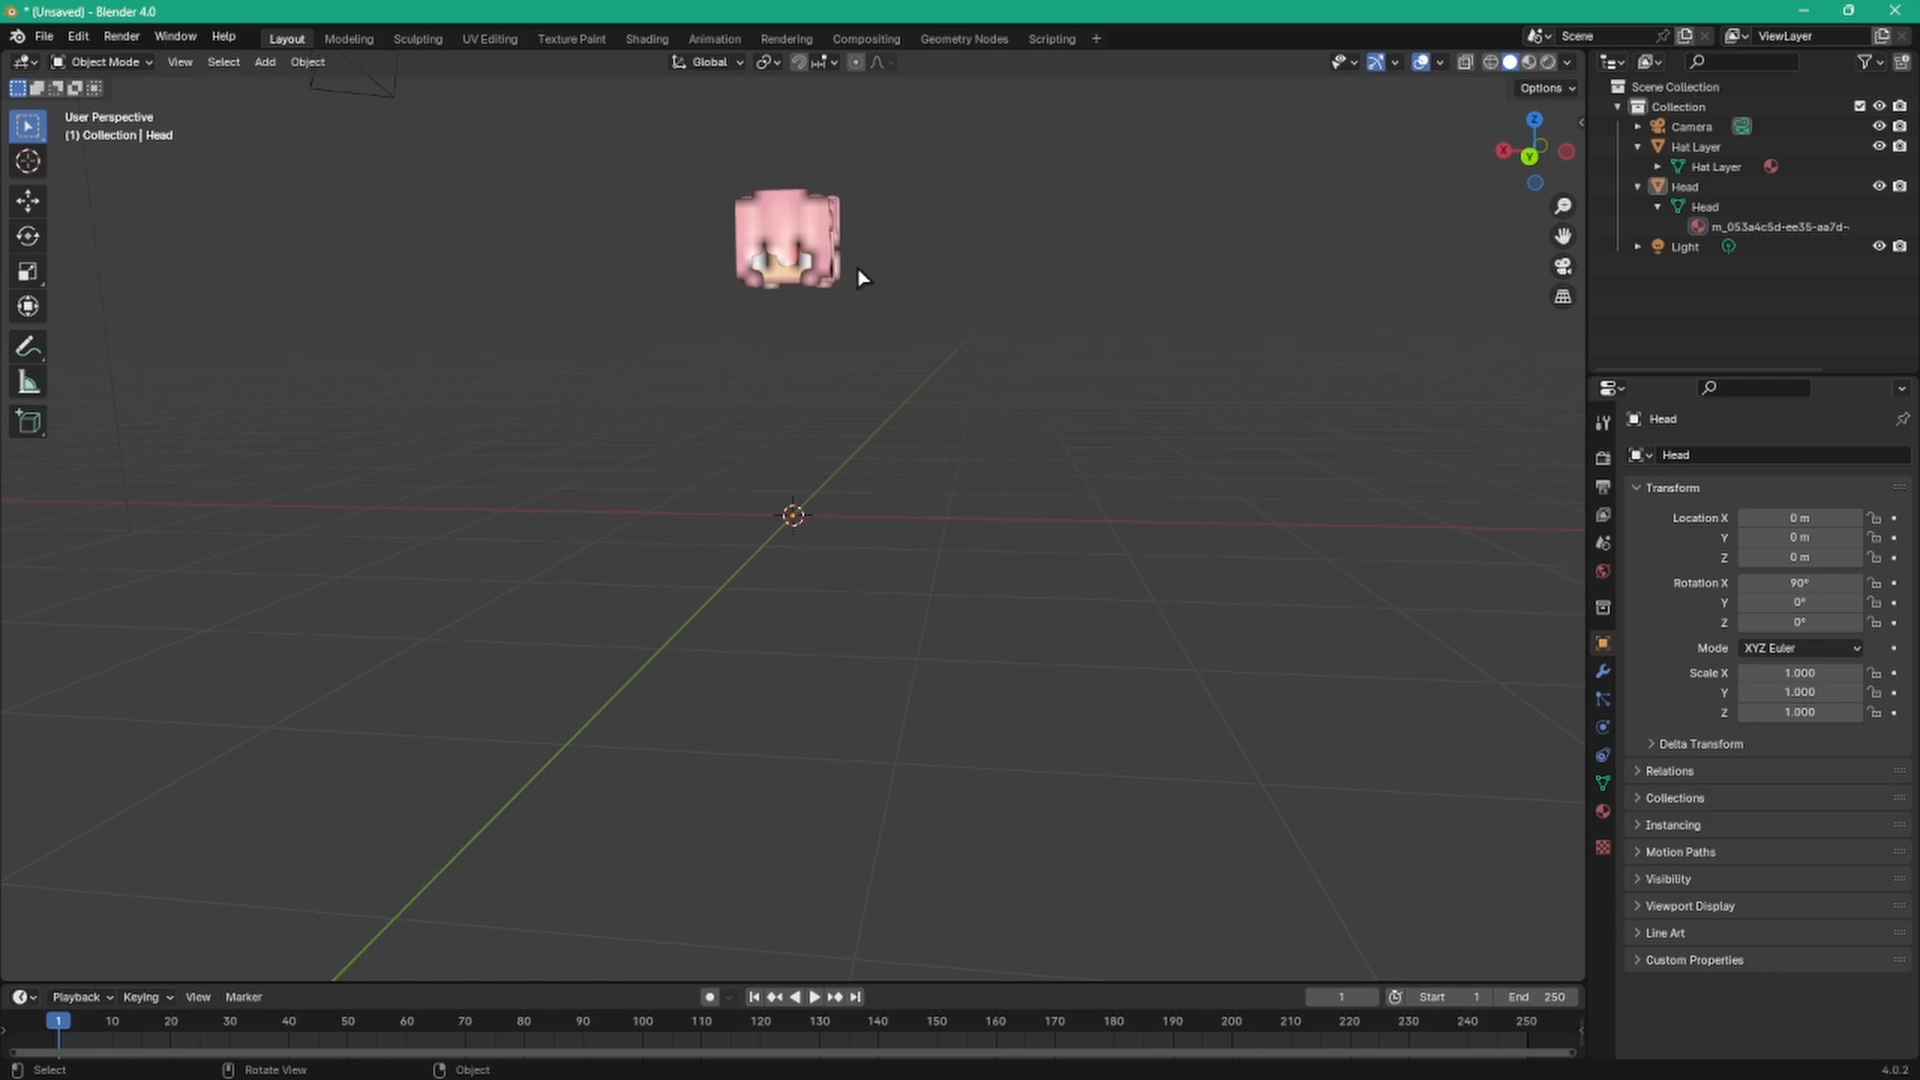 * (Unsaved) - Blender 4.0
File Edit Render Window Help
Layout Modeling Sculpting UV Editing Texture Paint Shading Animation Rendering Compositing Geometry Nodes Scripting +
Scene
ViewLayer
Object Mode View Select Add Object
Global
Options
User Perspective
(1) Collection | Head
Z
X
Y
Scene Collection
Collection
Camera
Hat Layer
Hat Layer
Head
Head
m_053a4c5d-ee35-aa7d-
Light
Head
Head
Transform
Location X 0 m
Y 0 m
Z 0 m
Rotation X 90°
Y 0°
Z 0°
Mode XYZ Euler
Scale X 1.000
Y 1.000
Z 1.000
Delta Transform
Relations
Collections
Instancing
Motion Paths
Visibility
Viewport Display
Line Art
Custom Properties
Playback Keying View Marker
1 Start 1 End 250
1 10 20 30 40 50 60 70 80 90 100 110 120 130 140 150 160 170 180 190 200 210 220 230 240 250
Select Rotate View Object
4.0.2